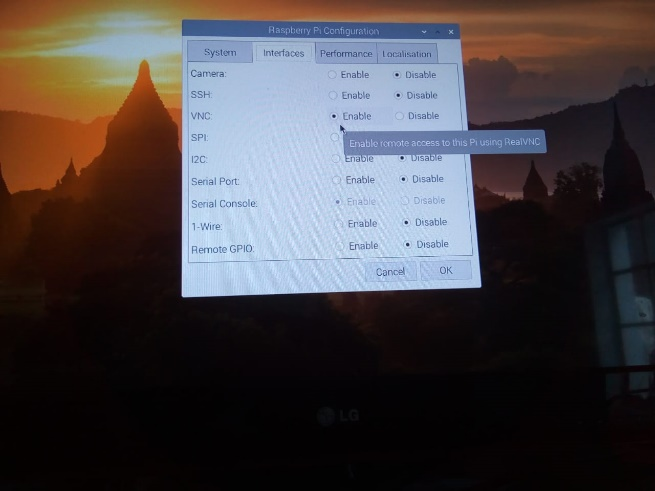 Raspberry Pi Configuration
System Interfaces Performance Localisation
Camera: Enable Disable
SSH: Enable Disable
VNC: Enable Disable
SPI:
Enable remote access to this Pi using RealVNC
I2C: Enable Disable
Serial Port: Enable Disable
Serial Console: Enable Disable
1-Wire: Enable Disable
Remote GPIO: Enable Disable
Cancel OK
LG